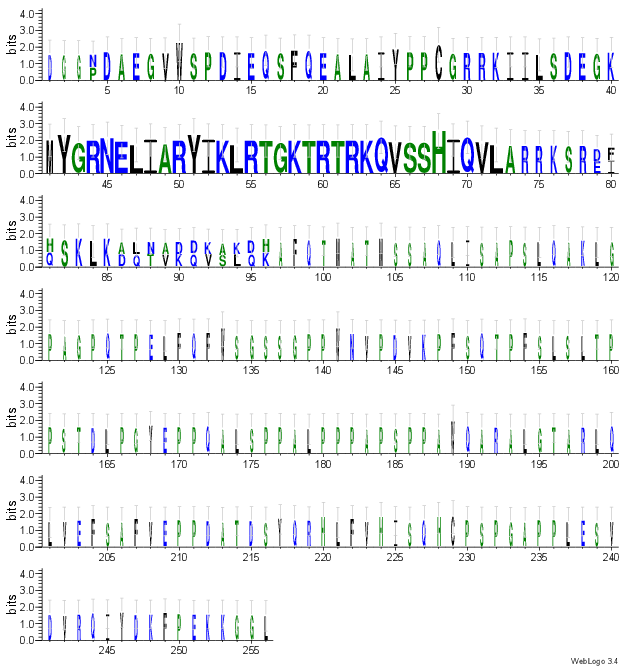 4.0
3.0
2.0
1.0
0.0
bits
DGGNDAEGVWSPDIEQSFQEALAIYPPCGRRKIILSDEGK
P
5 10 15 20 25 30 35 40
4.0
3.0
2.0
1.0
0.0
bits
MYGRNELIARYIKLRTGKTRTRKQVSSHIQVLARRKSRDF
EI
45 50 55 60 65 70 75 80
4.0
3.0
2.0
1.0
0.0
bits
HSKLKALNADDKAKDHAFQTMATMSSAQLISAPSLQAKLG
QDQTVKQVSLQK
85 90 95 100 105 110 115 120
4.0
3.0
2.0
1.0
0.0
bits
PAGPQTPELFQFWSGSSGPPWNVPDVKPFSQTPFSLSLTP
125 130 135 140 145 150 155 160
4.0
3.0
2.0
1.0
0.0
bits
PSTDLPGYEPPQALSPPALPPPAPSPPAWQARALGTARLQ
165 170 175 180 185 190 195 200
4.0
3.0
2.0
1.0
0.0
bits
LVEFSAFVEPPDATDSYQRHLFVHISQHCPSPGAPPLESV
205 210 215 220 225 230 235 240
4.0
3.0
2.0
1.0
0.0
bits
DVRQIYDKFPEKKGGL
245 250 255
WebLogo 3.4